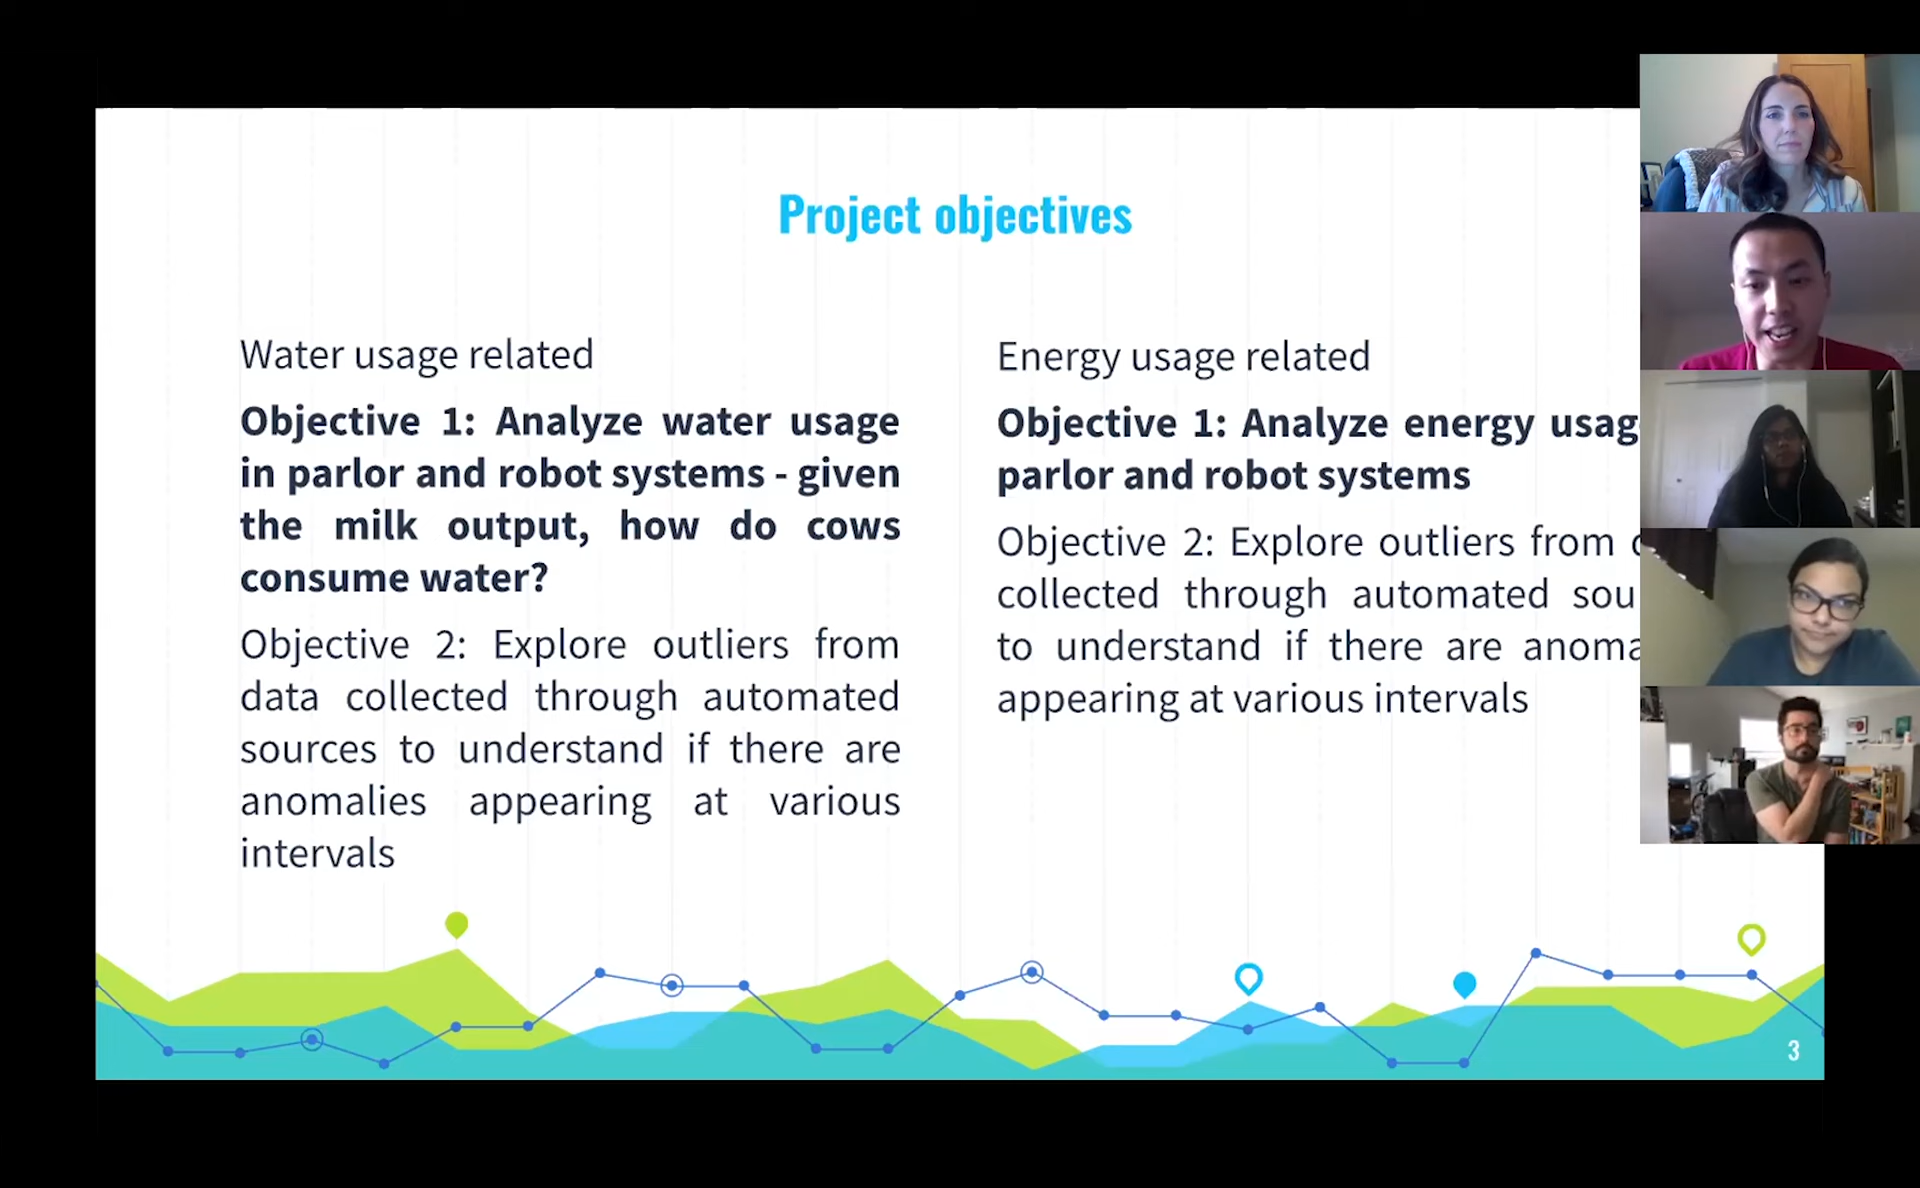 Project objectives
Water usage related
Objective 1: Analyze water usage
in parlor and robot systems - given
the milk output, how do cows
consume water?
Objective 2: Explore outliers from
data collected through automated
sources to understand if there are
anomalies appearing at various
intervals
Energy usage related
Objective 1: Analyze energy usag
parlor and robot systems
Objective 2: Explore outliers from
collected through automated sou
to understand if there are anoma
appearing at various intervals
3